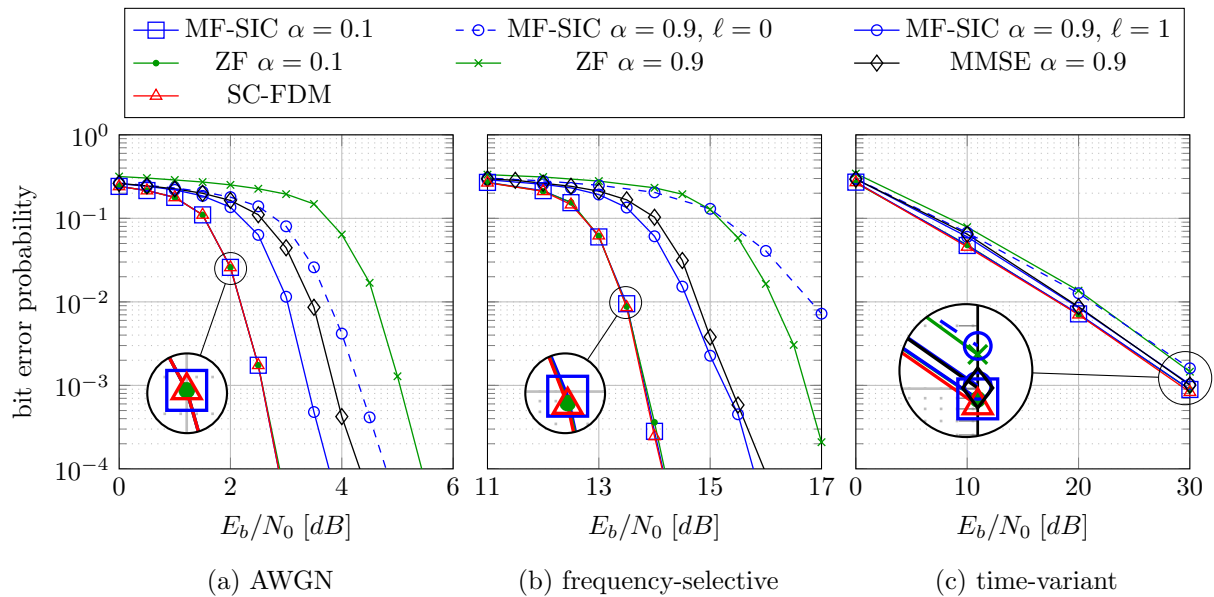 MF-SIC α = 0.1 MF-SIC α = 0.9, ℓ = 0 MF-SIC α = 0.9, ℓ = 1
ZF α = 0.1 ZF α = 0.9 MMSE α = 0.9
SC-FDM
bit error probability
10^0
10^−1
10^−2
10^−3
10^−4
0 2 4 6
E_b/N_0 [dB]
(a) AWGN
11 13 15 17
E_b/N_0 [dB]
(b) frequency-selective
0 10 20 30
E_b/N_0 [dB]
(c) time-variant